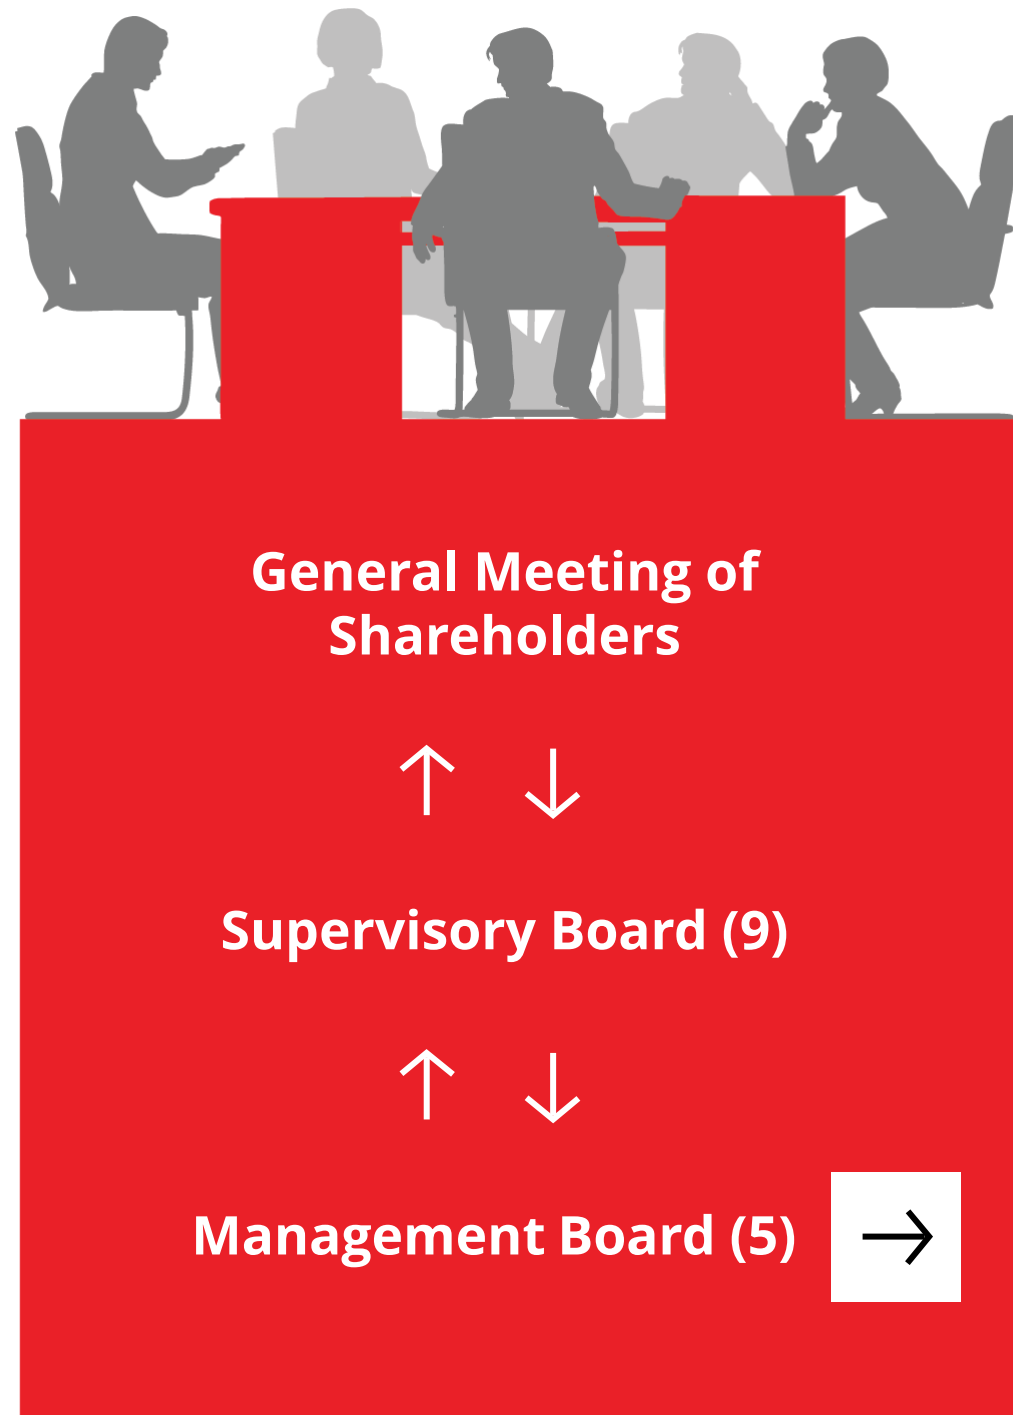 General Meeting of
Shareholders
Supervisory Board (9)
Management Board (5)